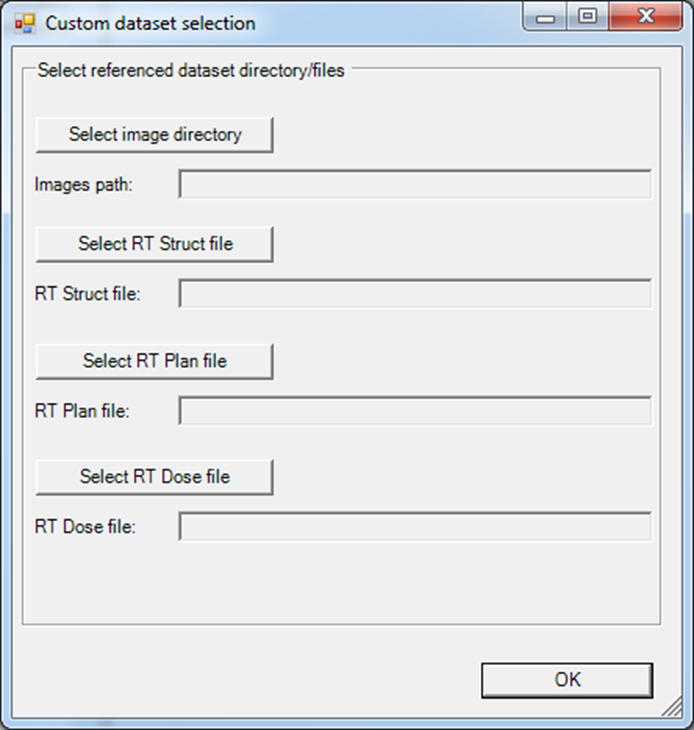 Custom dataset selection
Select referenced dataset directory/files
Select image directory
Images path:
Select RT Struct file
RT Struct file:
Select RT Plan file
RT Plan file:
Select RT Dose file
RT Dose file:
OK